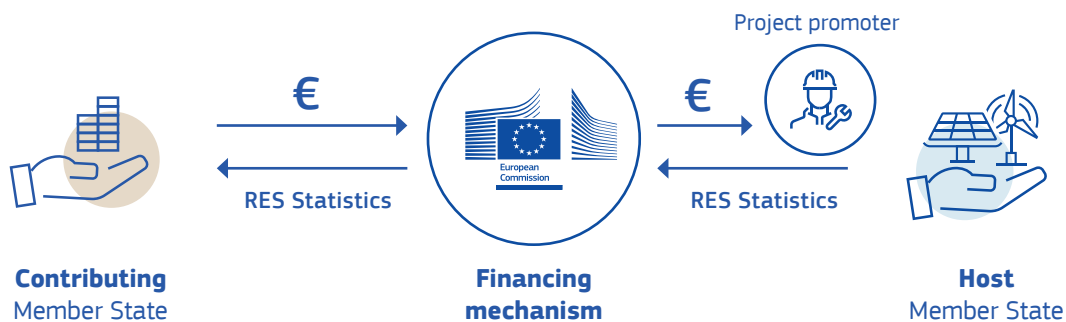 Project promoter
€
€
European
Commission
RES Statistics
RES Statistics
Contributing
Member State
Financing
mechanism
Host
Member State